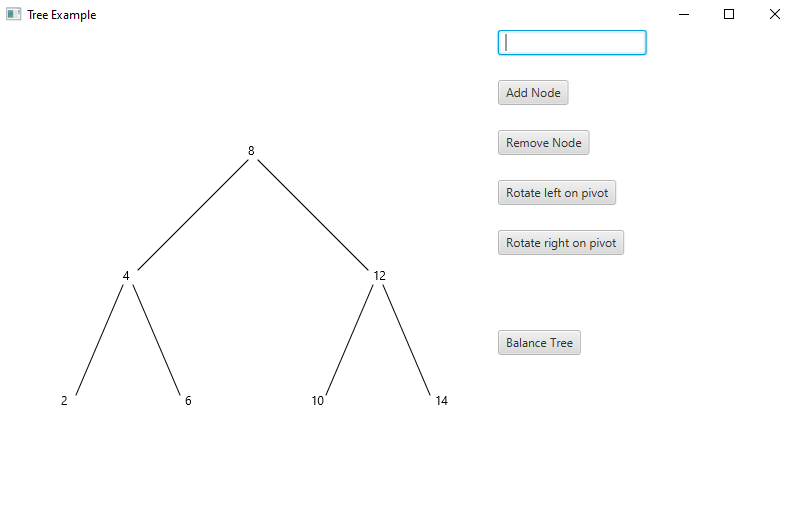 Tree Example
Add Node
8
Remove Node
Rotate left on pivot
Rotate right on pivot
4
12
Balance Tree
2
6
10
14